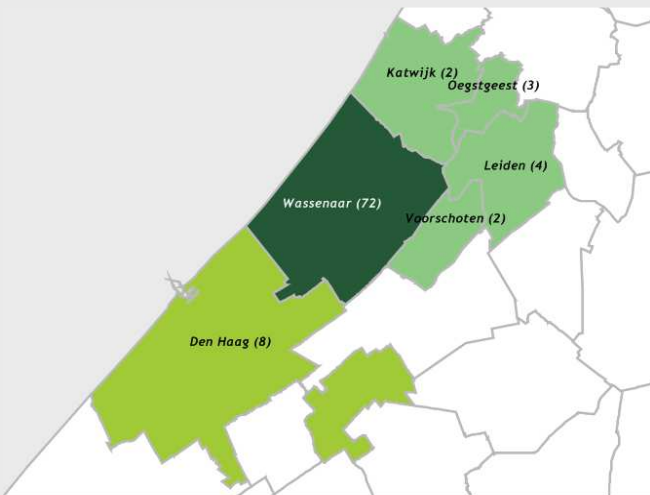 Katwijk (2)
Oegstgeest (3)
Leiden (4)
Wassenaar (72)
Voorschoten (2)
Den Haag (8)